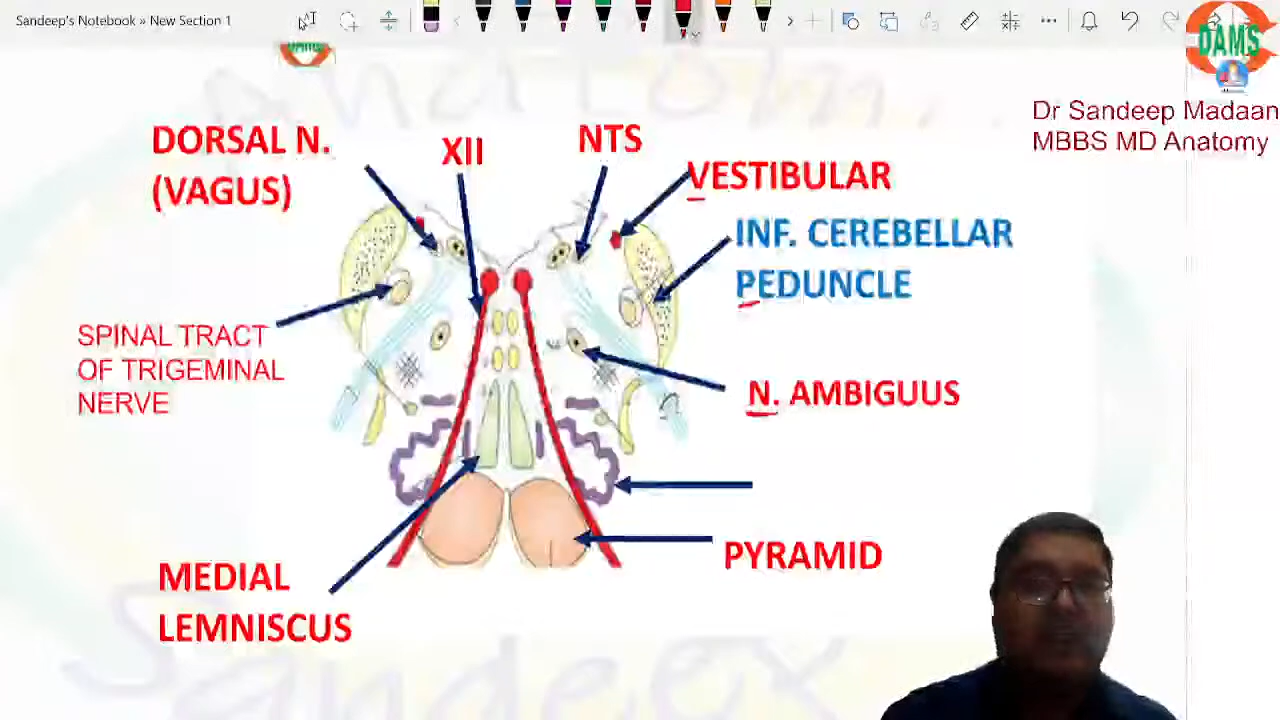 Sandeep's Notebook » New Section 1
DAMS
Dr Sandeep Madaan
MBBS MD Anatomy
DORSAL N.
(VAGUS)
XII
NTS
VESTIBULAR
INF. CEREBELLAR
PEDUNCLE
SPINAL TRACT
OF TRIGEMINAL
NERVE
N. AMBIGUUS
PYRAMID
MEDIAL
LEMNISCUS
Sandeep